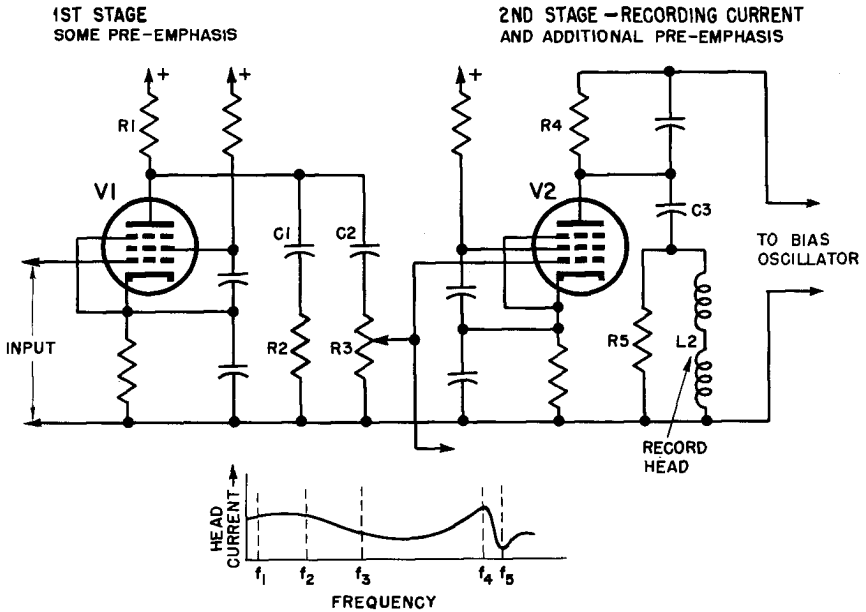 1ST STAGE
SOME PRE-EMPHASIS
2ND STAGE – RECORDING CURRENT
AND ADDITIONAL PRE-EMPHASIS
+
+
+
R1
R4
V1
V2
C1
C2
C3
TO BIAS
OSCILLATOR
INPUT
R2
R3
R5
L2
RECORD
HEAD
HEAD
CURRENT
f1
f2
f3
f4
f5
FREQUENCY